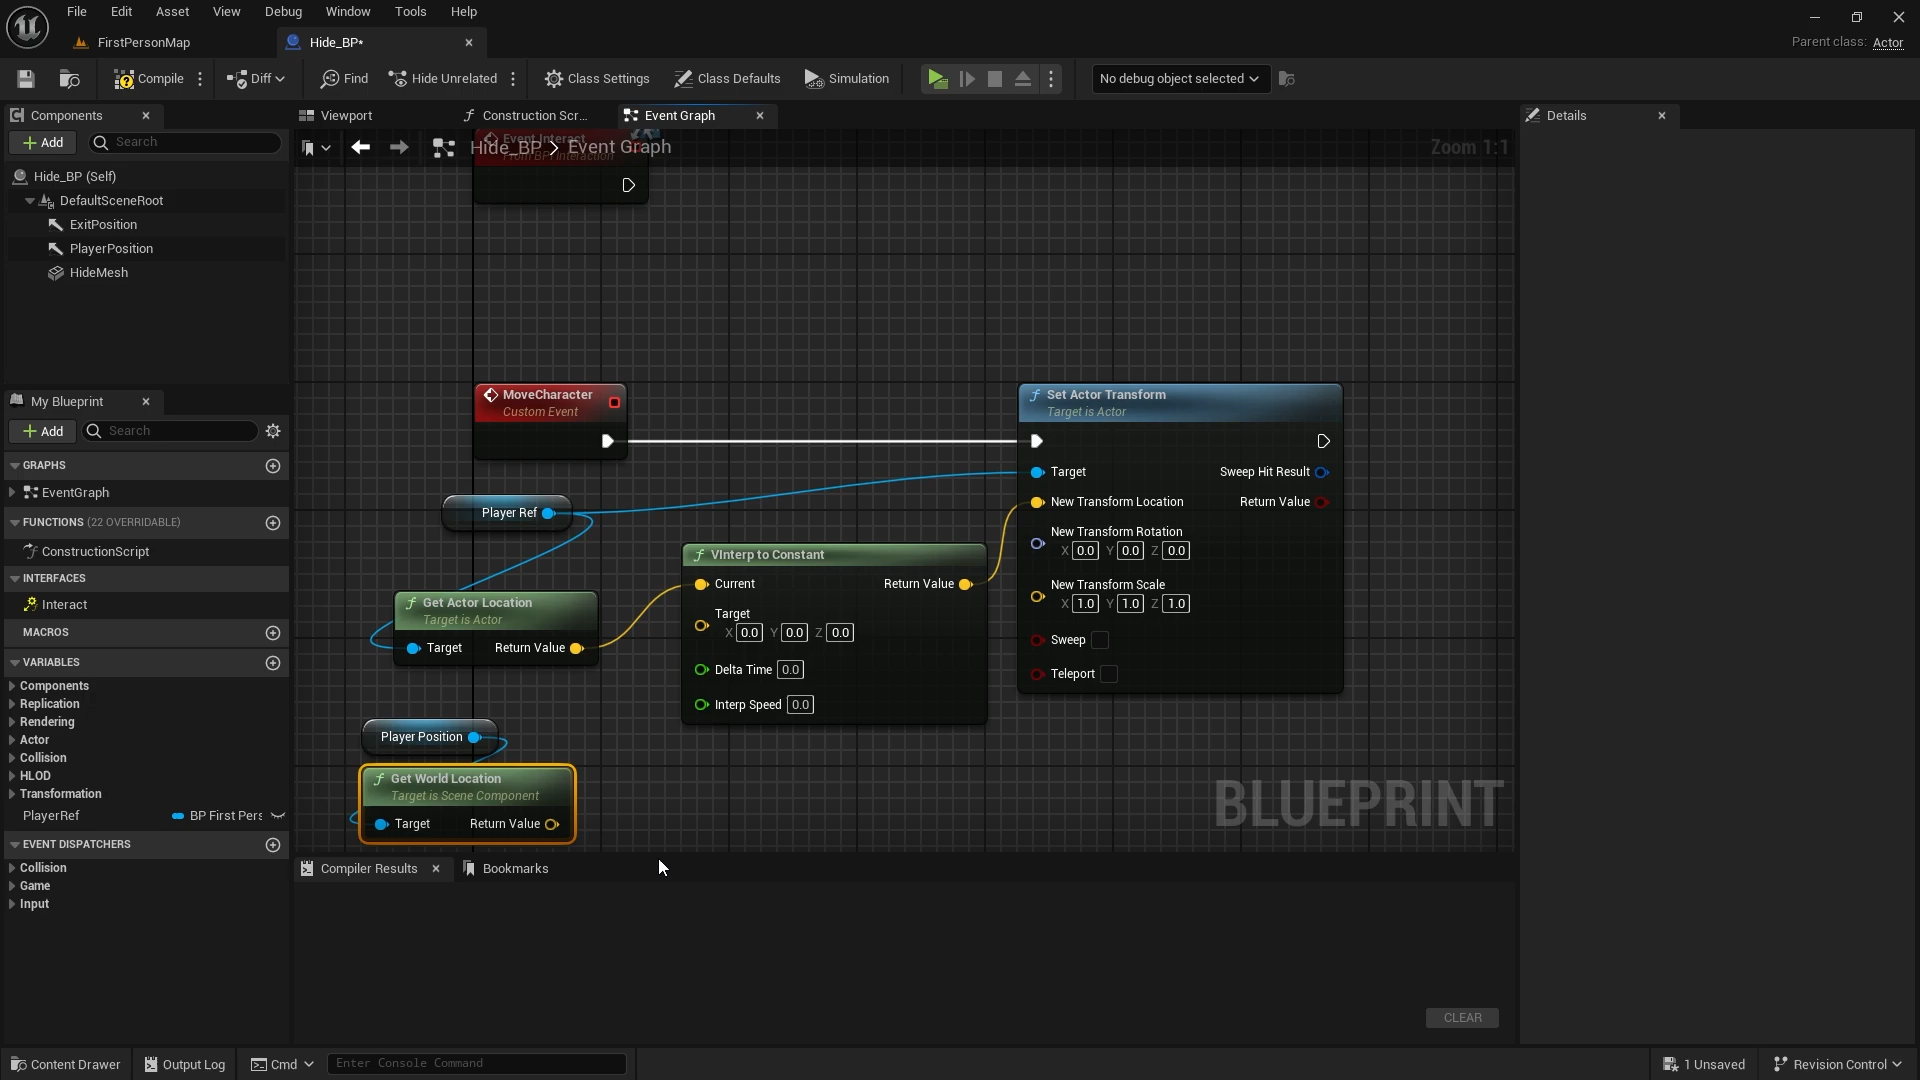 File Edit Asset View Debug Window Tools Help
FirstPersonMap
Hide_BP*
Parent class: Actor
Compile
Diff
Find
Hide Unrelated
Class Settings
Class Defaults
Simulation
No debug object selected
Components
Add
Search
Hide_BP (Self)
DefaultSceneRoot
ExitPosition
PlayerPosition
HideMesh
My Blueprint
Add
Search
GRAPHS
EventGraph
FUNCTIONS (22 OVERRIDABLE)
ConstructionScript
INTERFACES
Interact
MACROS
VARIABLES
Components
Replication
Rendering
Actor
Collision
HLOD
Transformation
PlayerRef BP First Pers
EVENT DISPATCHERS
Collision
Game
Input
Viewport
Construction Scr...
Event Graph
Hide_BP > Event Graph
Zoom 1:1
Event Interact
From BPI Interaction
MoveCharacter
Custom Event
Player Ref
Get Actor Location
Target is Actor
Target Return Value
Player Position
Get World Location
Target is Scene Component
Target Return Value
VInterp to Constant
Current Return Value
Target
X 0.0 Y 0.0 Z 0.0
Delta Time 0.0
Interp Speed 0.0
Set Actor Transform
Target is Actor
Target Sweep Hit Result
New Transform Location Return Value
New Transform Rotation
X 0.0 Y 0.0 Z 0.0
New Transform Scale
X 1.0 Y 1.0 Z 1.0
Sweep
Teleport
BLUEPRINT
Compiler Results
Bookmarks
CLEAR
Details
Content Drawer
Output Log
Cmd
Enter Console Command
1 Unsaved
Revision Control